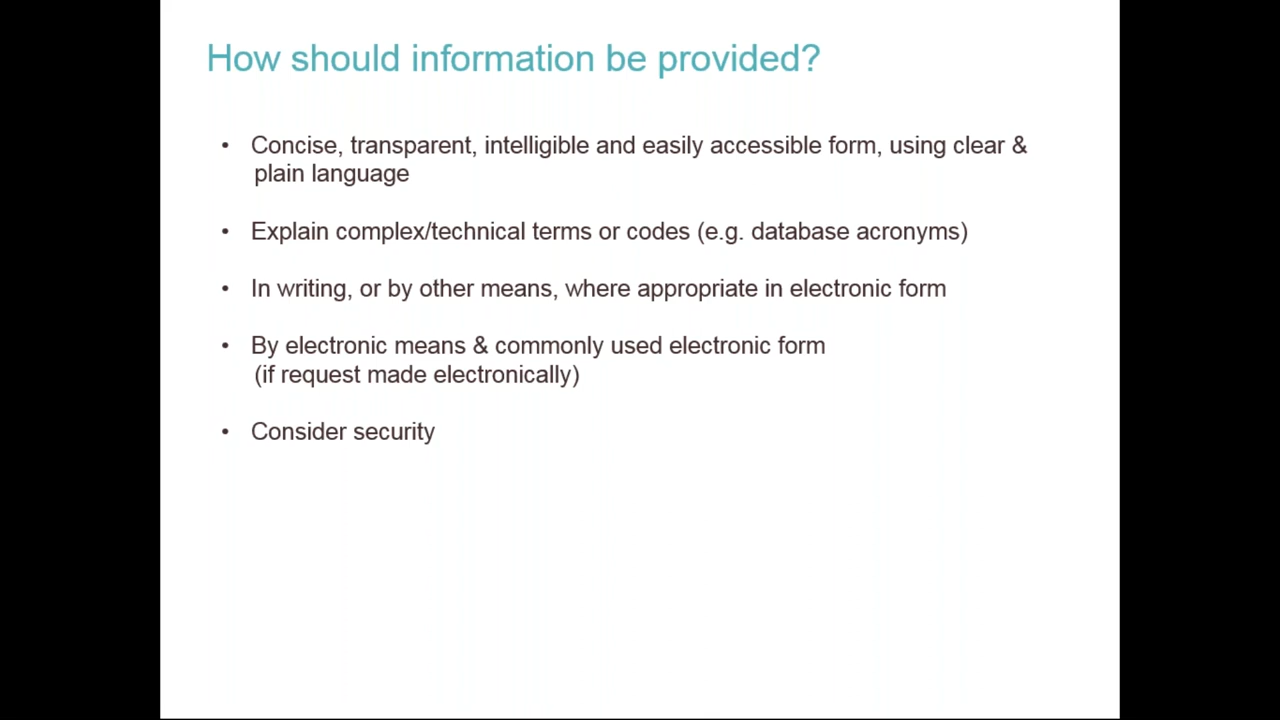 How should information be provided?
• Concise, transparent, intelligible and easily accessible form, using clear &
plain language
• Explain complex/technical terms or codes (e.g. database acronyms)
• In writing, or by other means, where appropriate in electronic form
• By electronic means & commonly used electronic form
(if request made electronically)
• Consider security